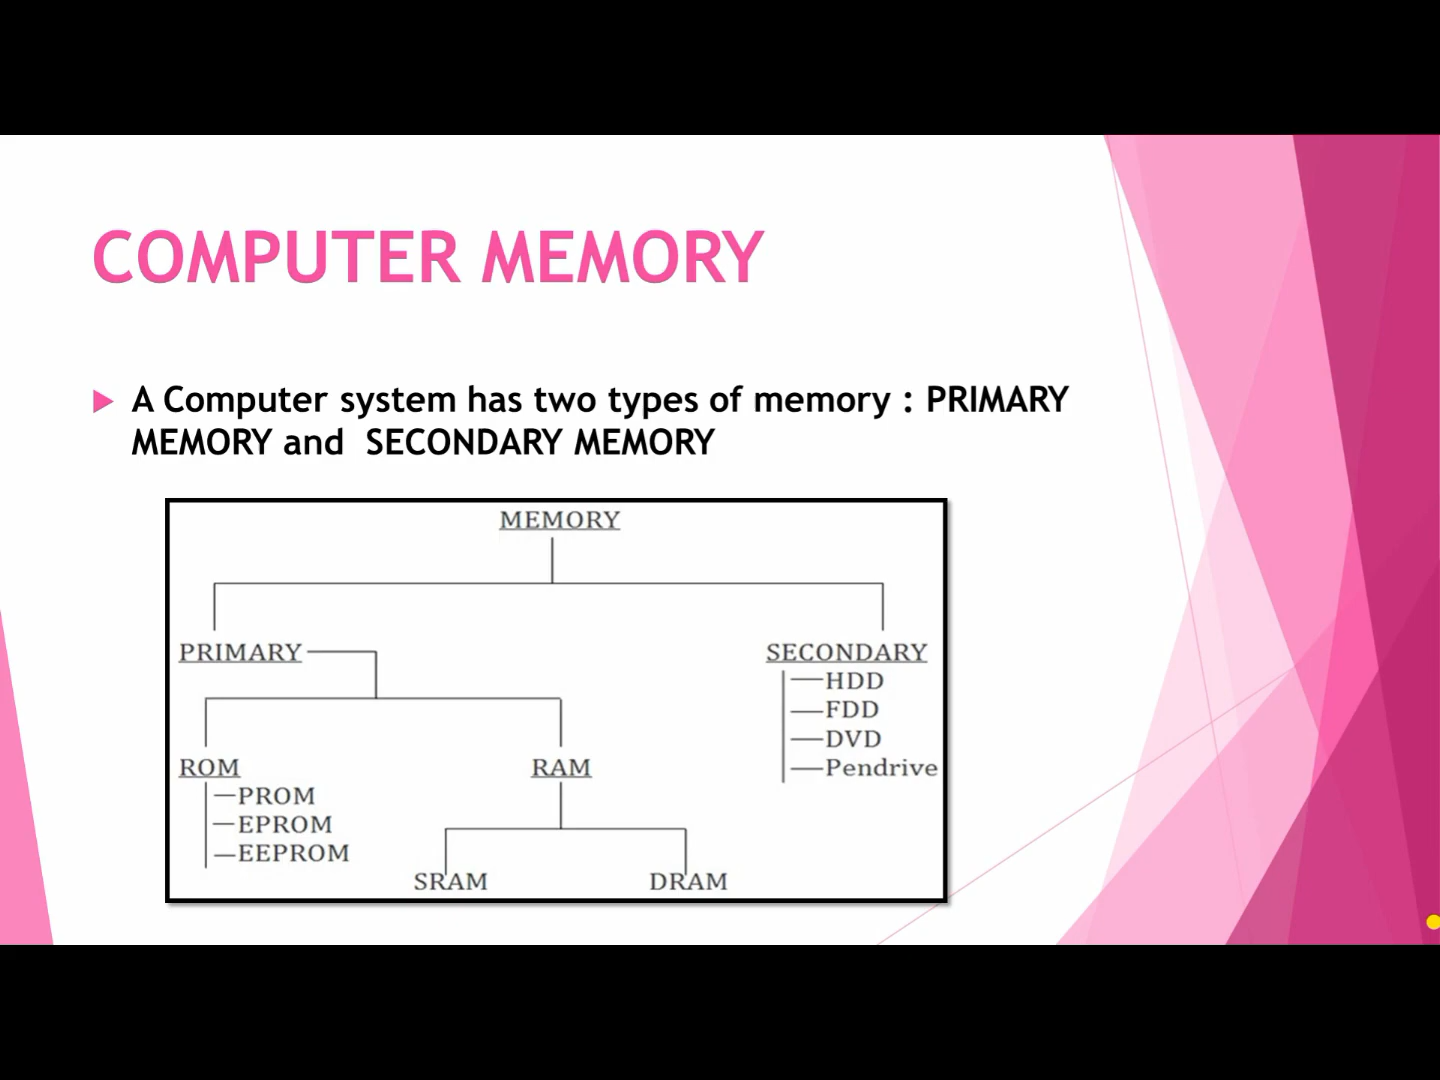 COMPUTER MEMORY
A Computer system has two types of memory : PRIMARY
MEMORY and SECONDARY MEMORY
MEMORY
PRIMARY
SECONDARY
HDD
FDD
DVD
Pendrive
ROM
RAM
PROM
EPROM
EEPROM
SRAM
DRAM